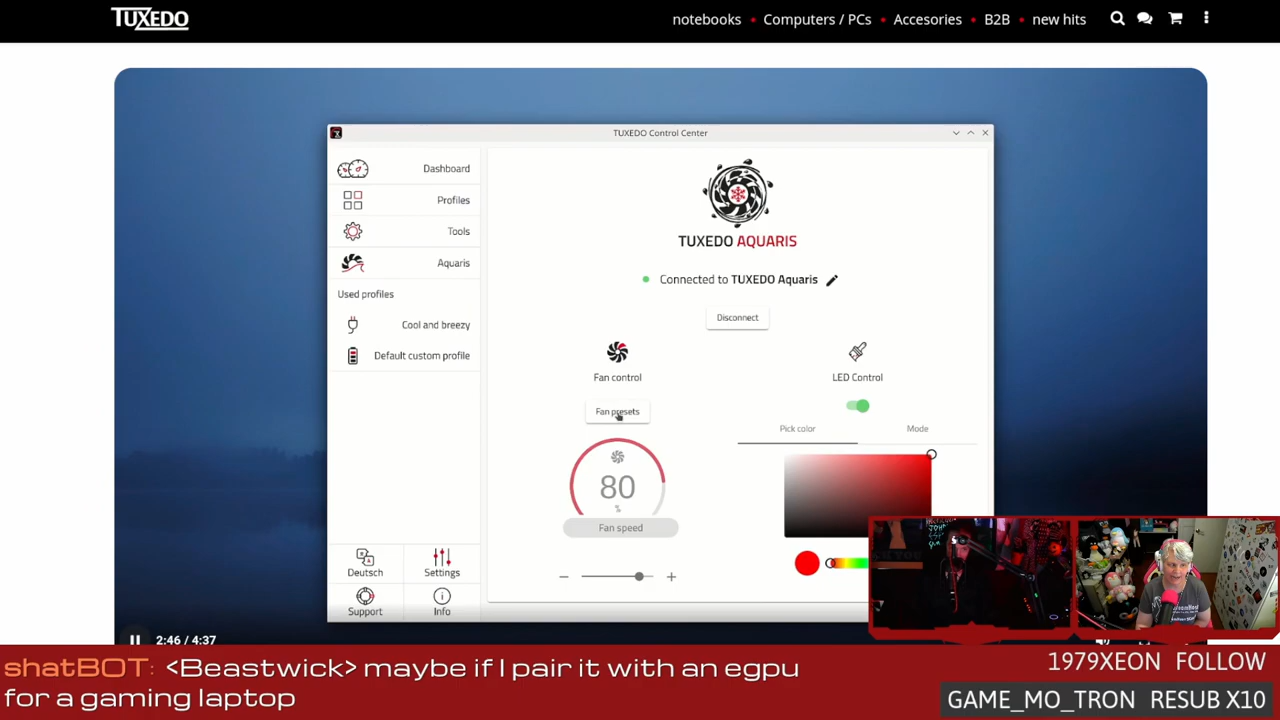 TUXEDO
notebooks • Computers / PCs • Accesories • B2B • new hits
TUXEDO Control Center
Dashboard
Profiles
Tools
Aquaris
Used profiles
Cool and breezy
Default custom profile
Deutsch
Settings
Support
Info
TUXEDO AQUARIS
Connected to TUXEDO Aquaris
Disconnect
Fan control
Fan presets
80
%
Fan speed
LED Control
Pick color
Mode
2:46 / 4:37
shatBOT: <Beastwick> maybe if I pair it with an egpu
for a gaming laptop
1979XEON FOLLOW
GAME_MO_TRON RESUB X10